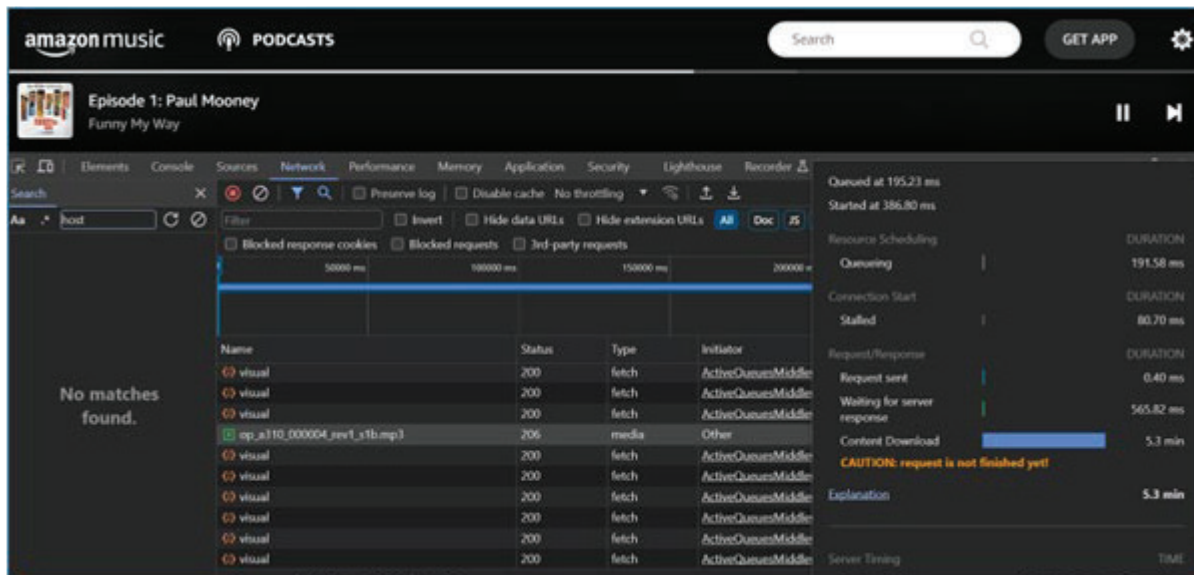 amazon music
PODCASTS
Search
GET APP
Episode 1: Paul Mooney
Funny My Way
Elements Console Sources Network Performance Memory Application Security Lighthouse Recorder
Search
Preserve log Disable cache No throttling
Aa .* host
Filter Invert Hide data URLs Hide extension URLs All Doc JS
Blocked response cookies Blocked requests 3rd-party requests
50000 ms 100000 ms 150000 ms 200000
No matches
found.
Name Status Type Initiator
visual 200 fetch ActiveQueuesMiddle
visual 200 fetch ActiveQueuesMiddle
visual 200 fetch ActiveQueuesMiddle
op_a310_000004_rev1_s1b.mp3 206 media Other
visual 200 fetch ActiveQueuesMiddle
visual 200 fetch ActiveQueuesMiddle
visual 200 fetch ActiveQueuesMiddle
visual 200 fetch ActiveQueuesMiddle
visual 200 fetch ActiveQueuesMiddle
visual 200 fetch ActiveQueuesMiddle
Queued at 195.23 ms
Started at 386.80 ms
Resource Scheduling DURATION
Queueing 191.58 ms
Connection Start DURATION
Stalled 80.70 ms
Request/Response DURATION
Request sent 0.40 ms
Waiting for server
response 565.82 ms
Content Download 5.3 min
CAUTION: request is not finished yet!
Explanation 5.3 min
Server Timing TIME